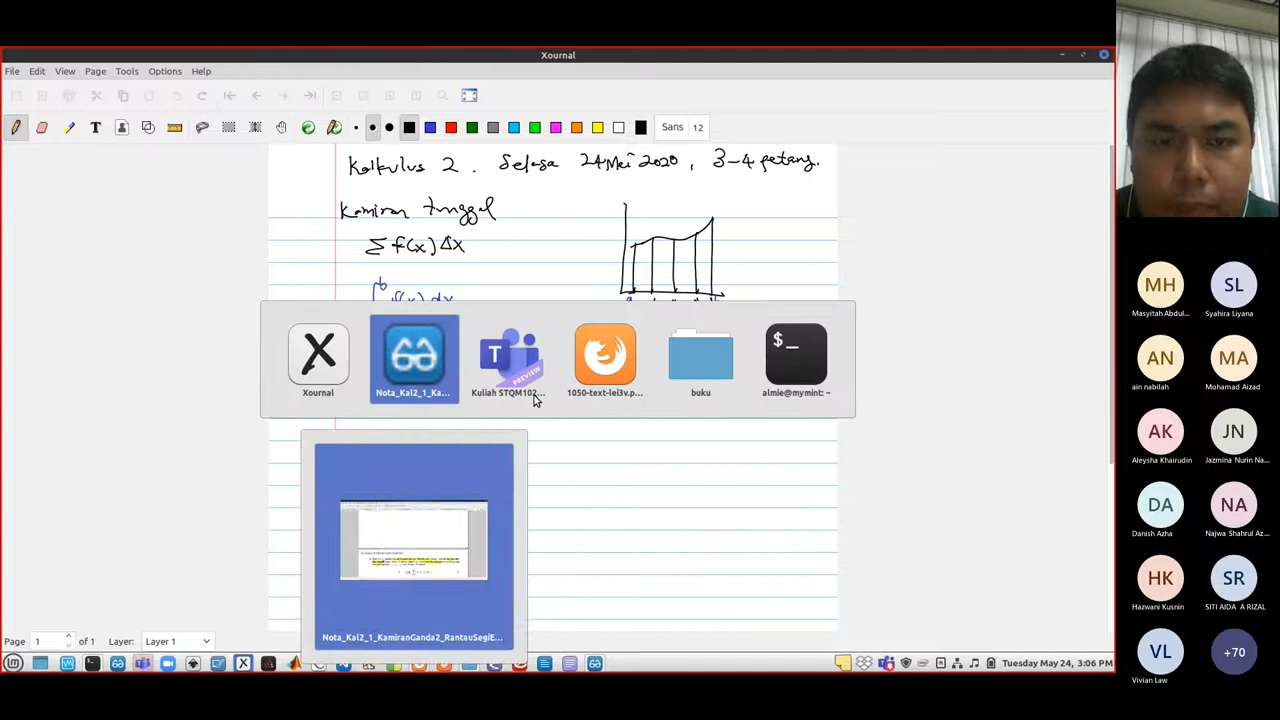 Xournal
File Edit View Page Tools Options Help
T Sans 12
Kalkulus 2. Selasa 24 Mei 2020, 3-4 petang.
Kamiran tunggal
Σ f(x) Δx
∫ b f(x) dx
$_
T PREVIEW
Xournal
Nota_Kal2_1_Ka...
Kuliah STQM102...
1050-text-lei3v.p...
buku
almie@mymint: ~
Nota_Kal2_1_KamiranGanda2_RantauSegiE...
Page 1 of 1 Layer: Layer 1
Tuesday May 24, 3:06 PM
MH SL
Masyitah Abdul... Syahira Liyana
AN MA
ain nabilah Mohamad Aizad
AK JN
Aleysha Khairudin Jazmina Nurin Na...
DA NA
Danish Azha Najwa Shahrul Az...
HK SR
Hazwani Kusnin SITI AIDA A RIZAL
VL +70
Vivian Law